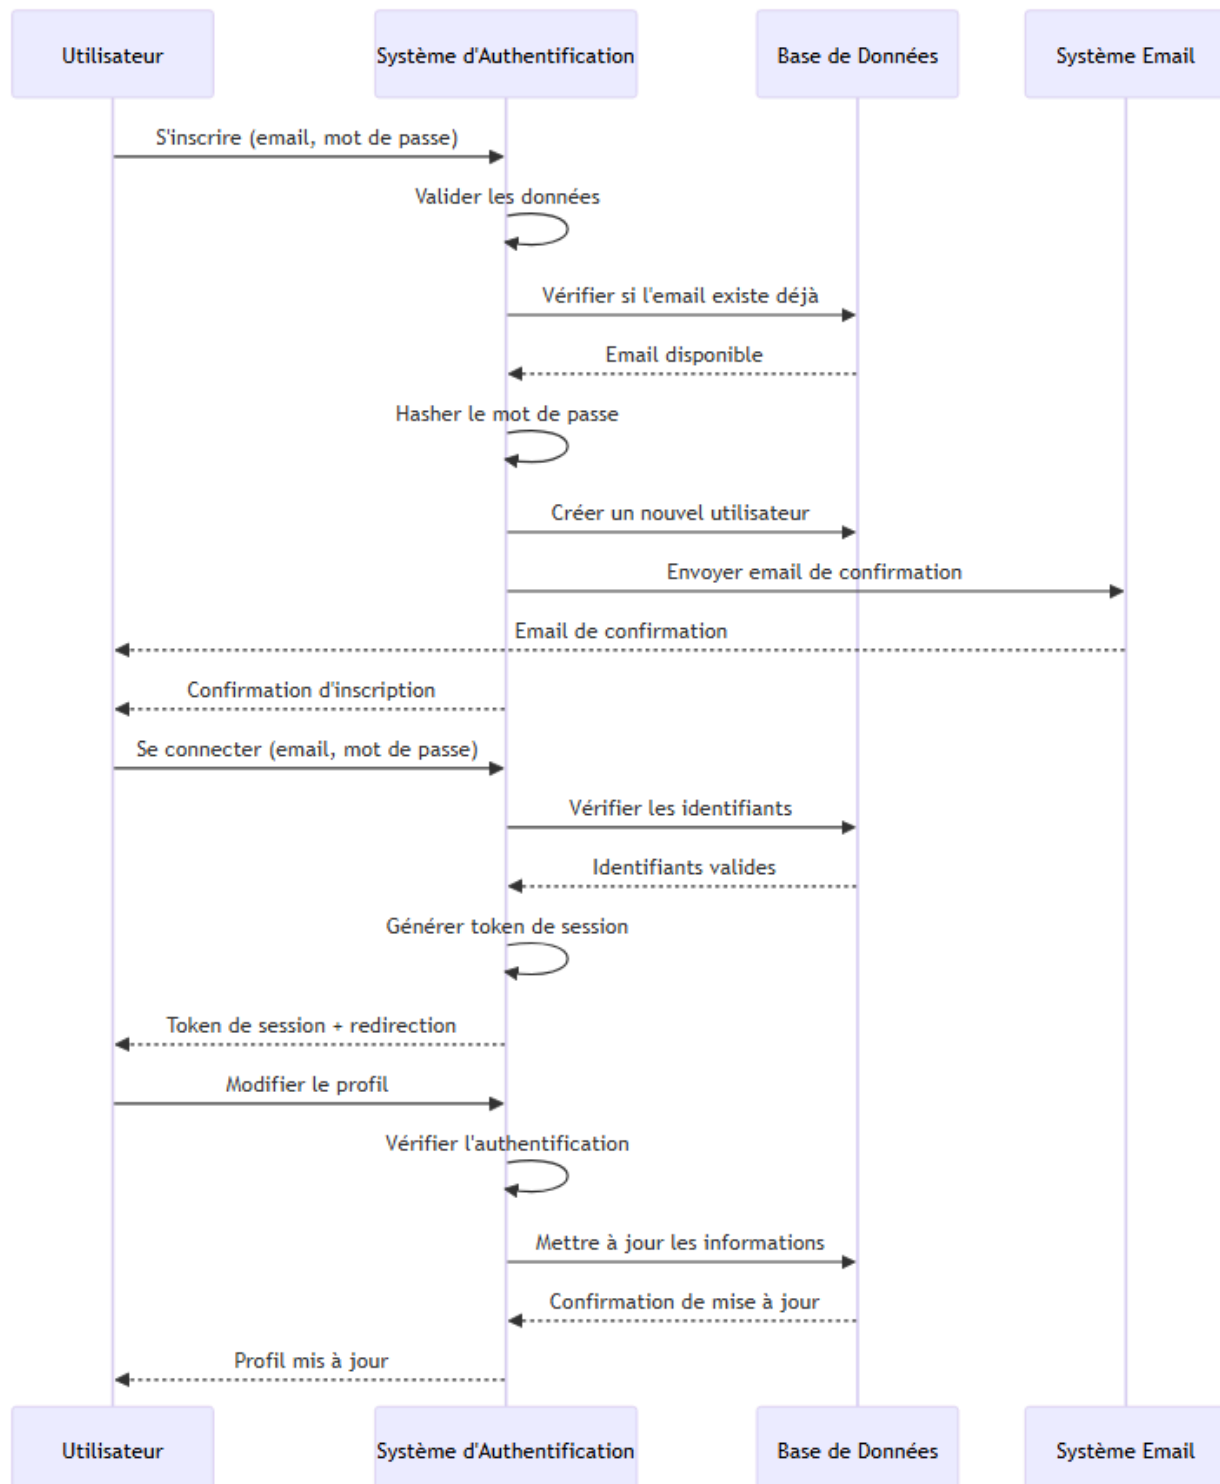 Utilisateur
Système d'Authentification
Base de Données
Système Email
S'inscrire (email, mot de passe)
Valider les données
Vérifier si l'email existe déjà
Email disponible
Hasher le mot de passe
Créer un nouvel utilisateur
Envoyer email de confirmation
Email de confirmation
Confirmation d'inscription
Se connecter (email, mot de passe)
Vérifier les identifiants
Identifiants valides
Générer token de session
Token de session + redirection
Modifier le profil
Vérifier l'authentification
Mettre à jour les informations
Confirmation de mise à jour
Profil mis à jour
Utilisateur
Système d'Authentification
Base de Données
Système Email